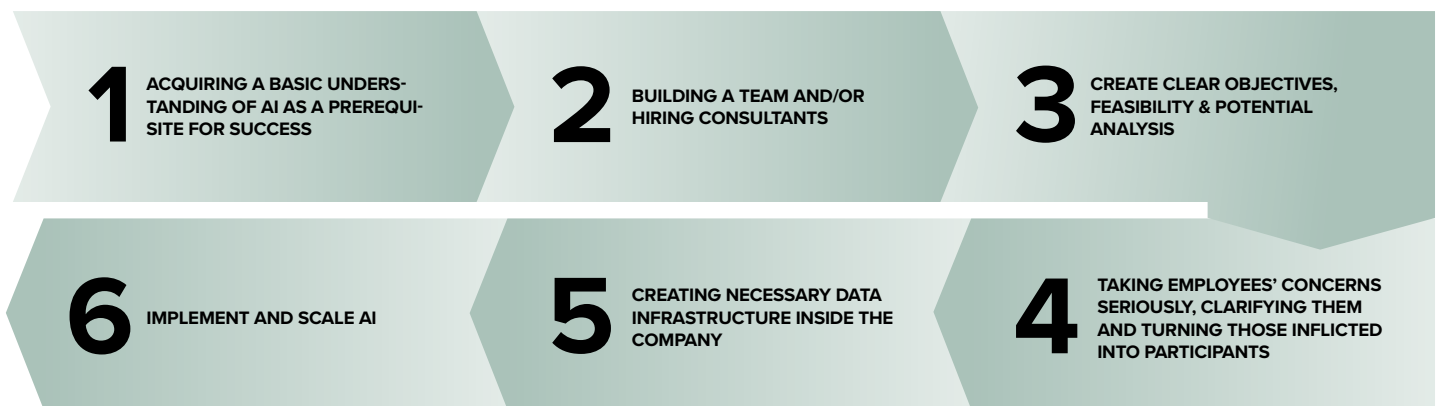 1
ACQUIRING A BASIC UNDERS-
TANDING OF AI AS A PREREQUI-
SITE FOR SUCCESS
2
BUILDING A TEAM AND/OR
HIRING CONSULTANTS
3
CREATE CLEAR OBJECTIVES,
FEASIBILITY & POTENTIAL
ANALYSIS
4
TAKING EMPLOYEES’ CONCERNS
SERIOUSLY, CLARIFYING THEM
AND TURNING THOSE INFLICTED
INTO PARTICIPANTS
5
CREATING NECESSARY DATA
INFRASTRUCTURE INSIDE THE
COMPANY
6
IMPLEMENT AND SCALE AI